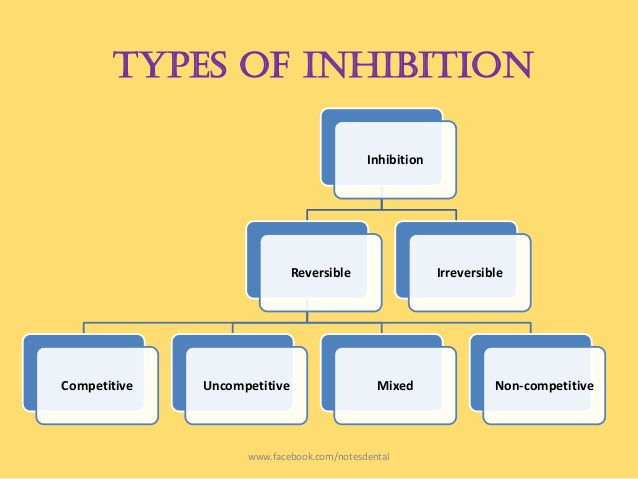 TYPES OF INHIBITION
Inhibition
Reversible
Irreversible
Competitive
Uncompetitive
Mixed
Non-competitive
www.facebook.com/notesdental